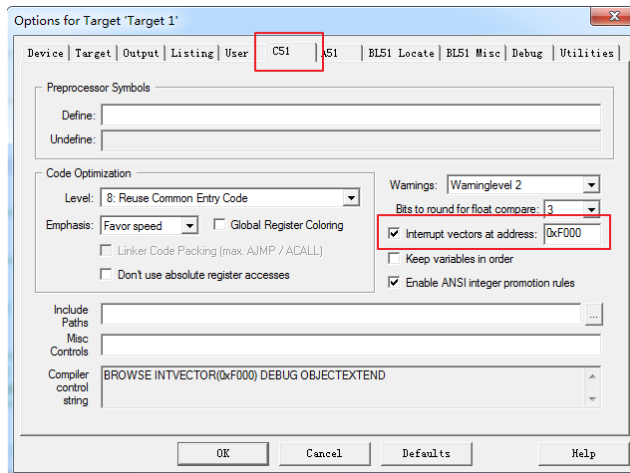 Options for Target 'Target 1'
Device | Target | Output | Listing | User | C51 | A51 | BL51 Locate | BL51 Misc | Debug | Utilities
Preprocessor Symbols
Define:
Undefine:
Code Optimization
Level: 8: Reuse Common Entry Code
Emphasis: Favor speed Global Register Coloring
Linker Code Packing (max. AJMP / ACALL)
Don't use absolute register accesses
Warnings: Warninglevel 2
Bits to round for float compare: 3
Interrupt vectors at address: 0xF000
Keep variables in order
Enable ANSI integer promotion rules
Include Paths
...
Misc Controls
Compiler control string
BROWSE INTVECTOR(0xF000) DEBUG OBJECTEXTEND
OK Cancel Defaults Help